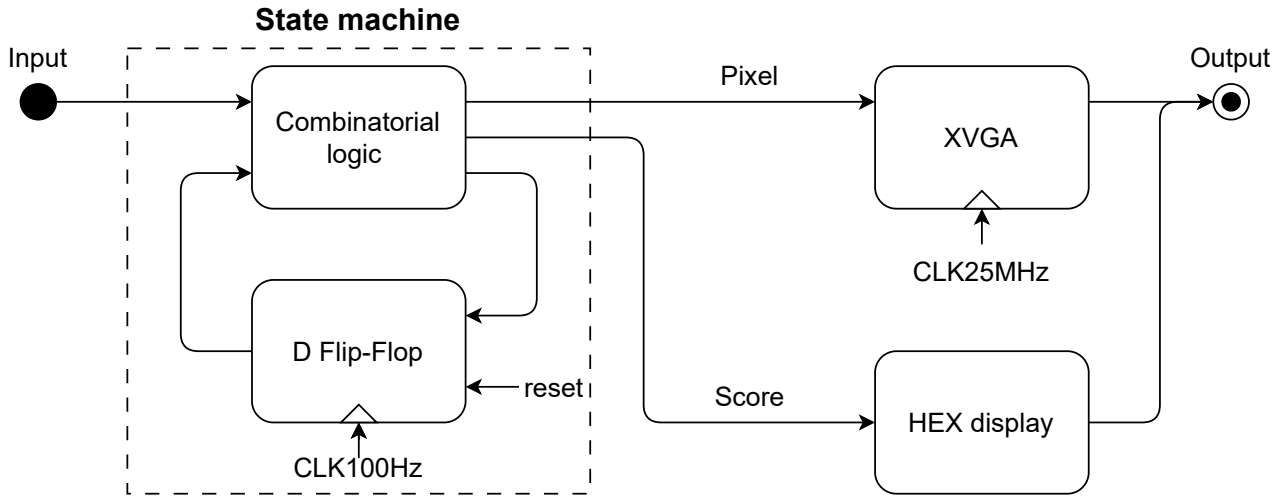 State machine
Input
Output
Combinatorial
logic
Pixel
XVGA
CLK25MHz
D Flip-Flop
reset
CLK100Hz
Score
HEX display